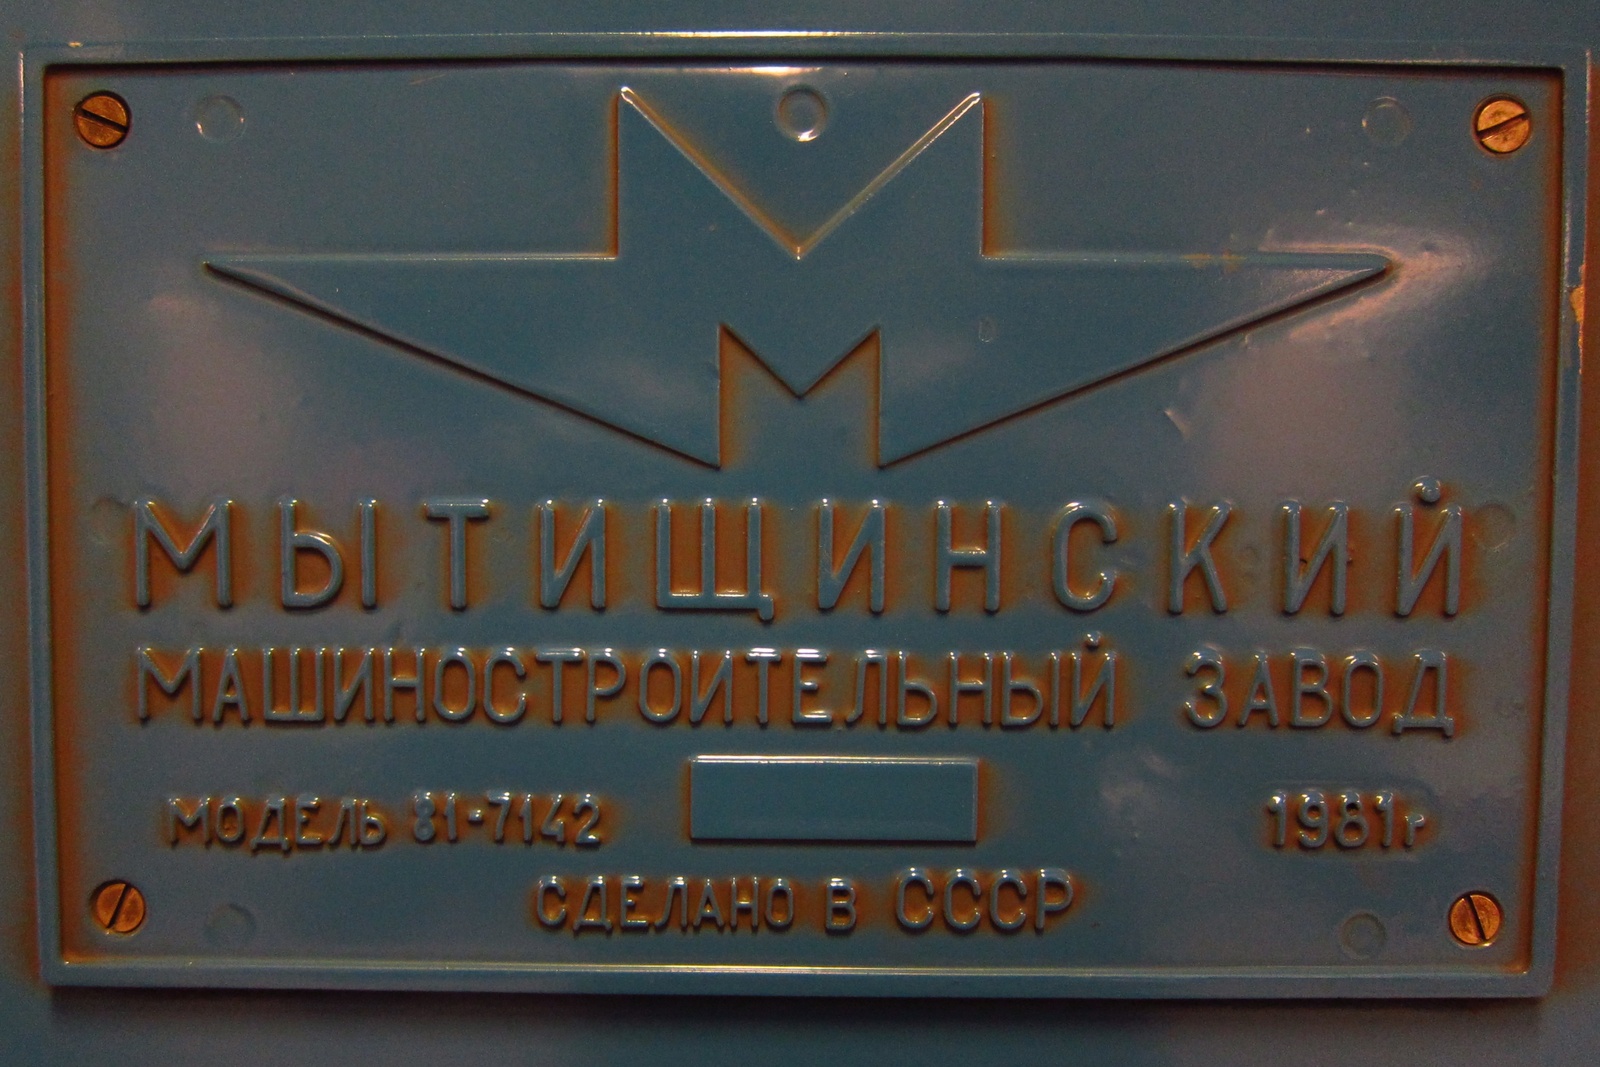 МЫТИЩИНСКИЙ
МАШИНОСТРОИТЕЛЬНЫЙ ЗАВОД
МОДЕЛЬ 81-7142
1981г
СДЕЛАНО В СССР